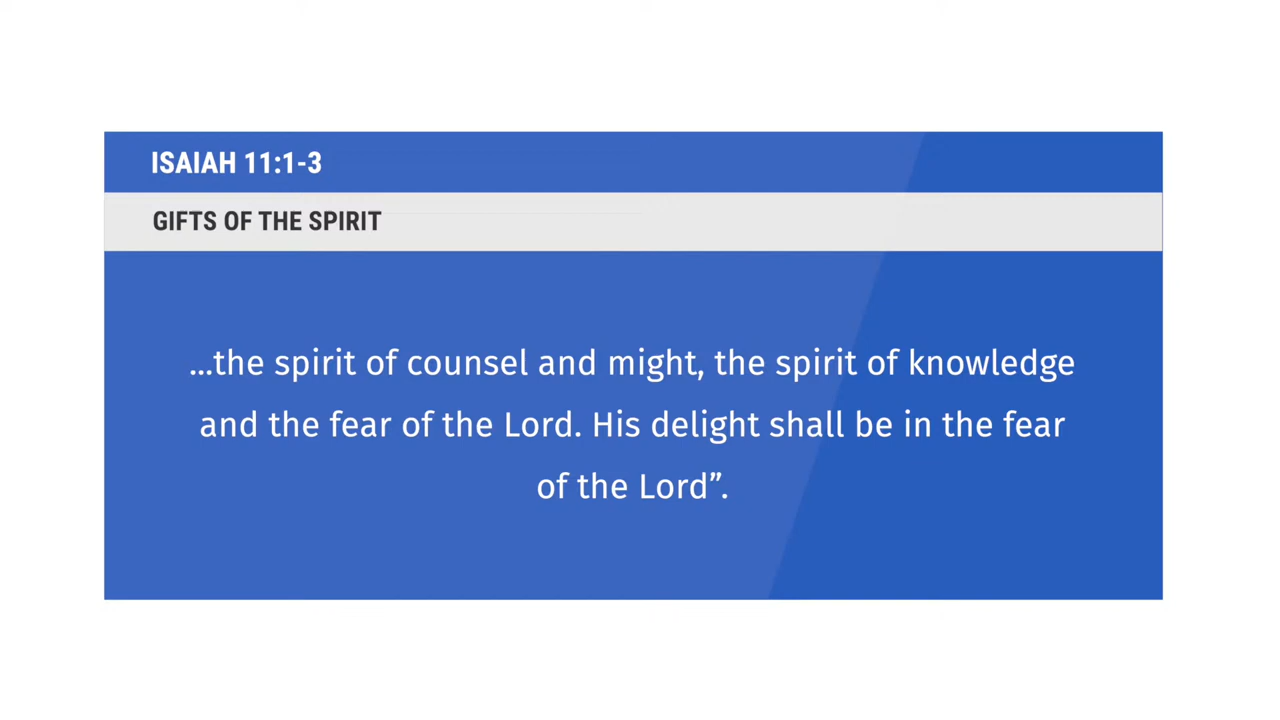 ISAIAH 11:1-3
GIFTS OF THE SPIRIT
...the spirit of counsel and might, the spirit of knowledge
and the fear of the Lord. His delight shall be in the fear
of the Lord”.